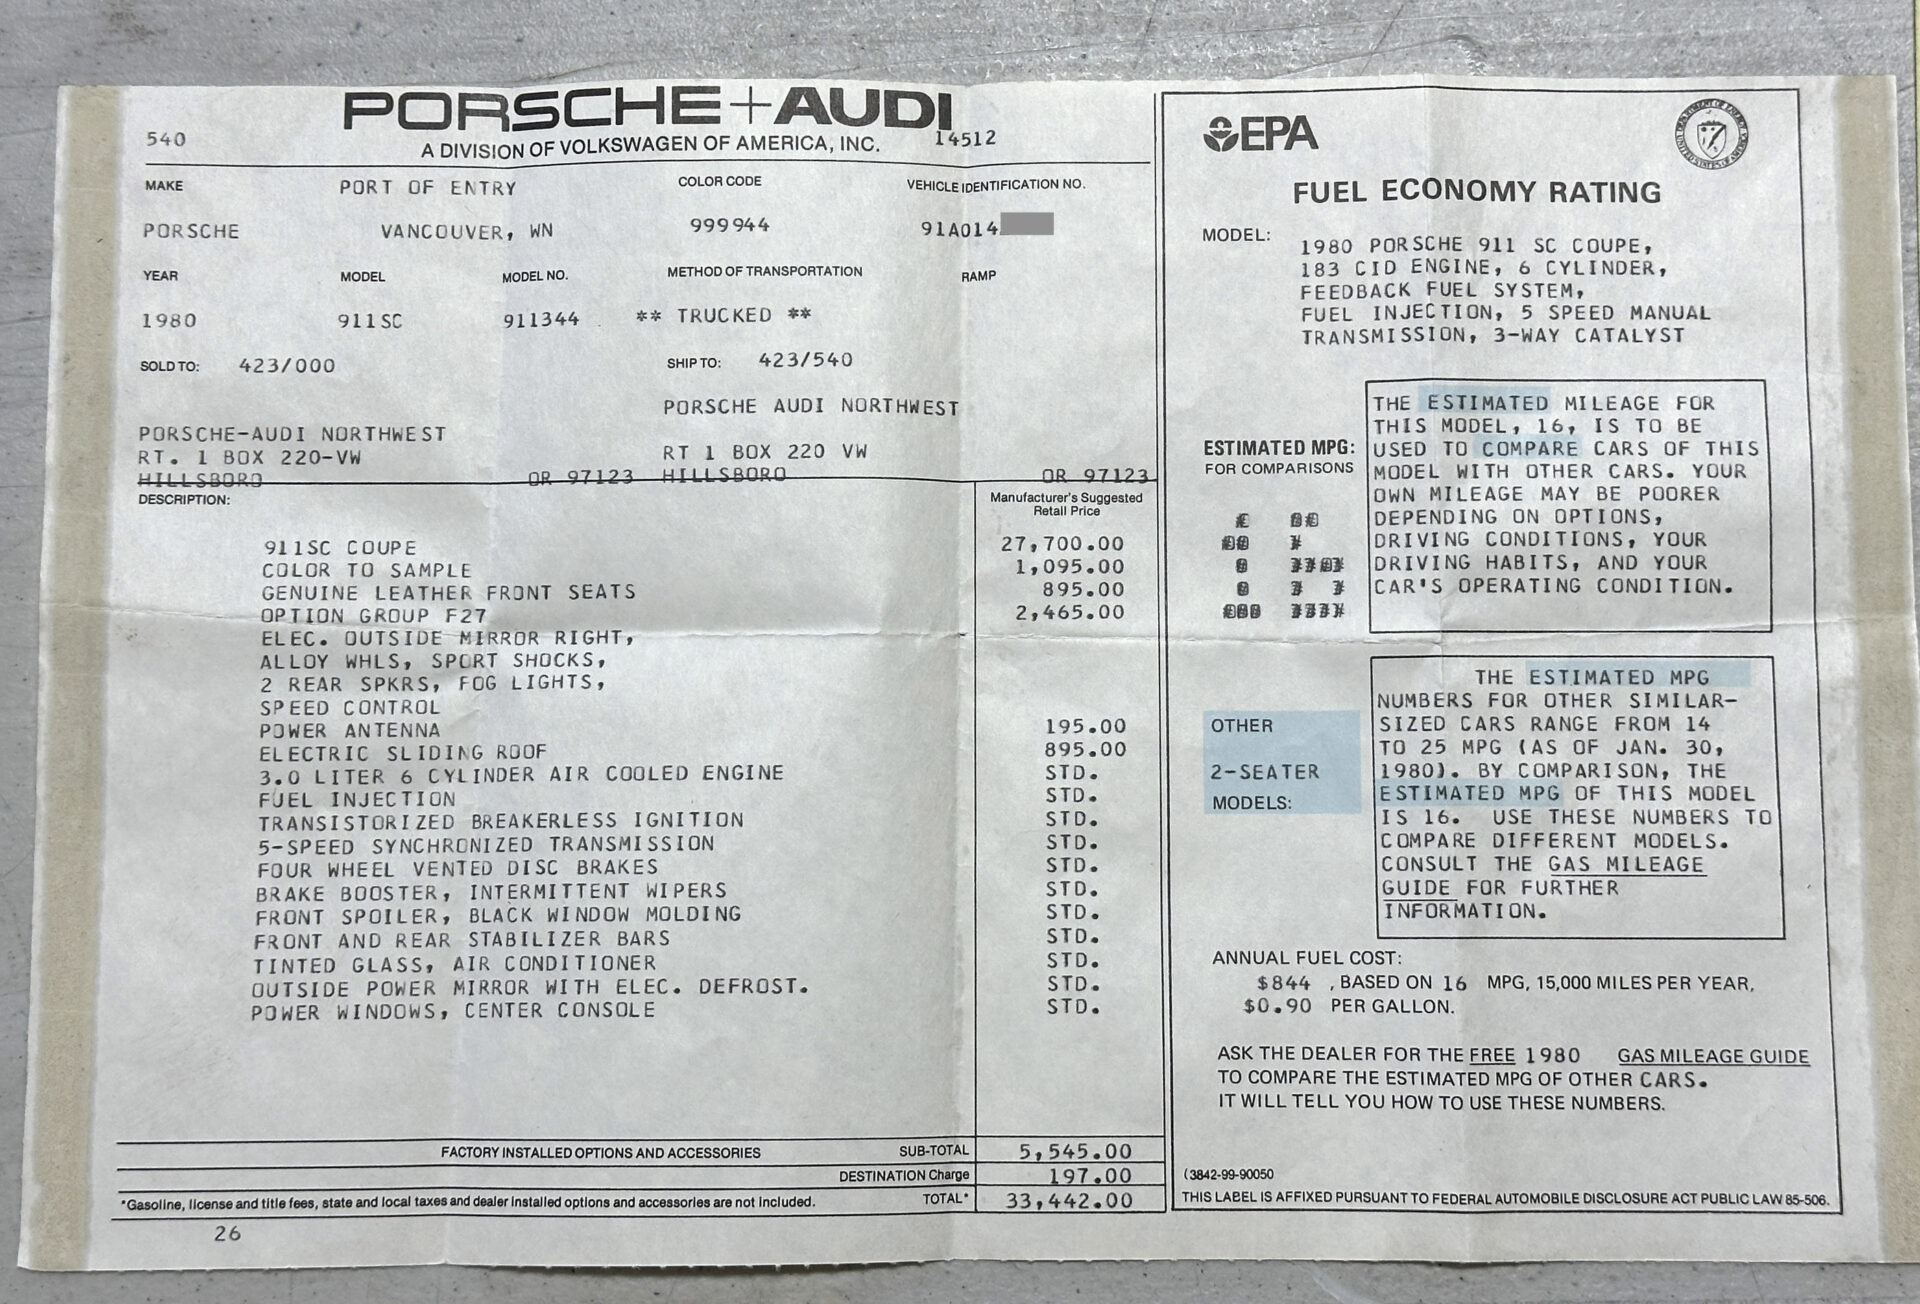 PORSCHE+AUDI
540
A DIVISION OF VOLKSWAGEN OF AMERICA, INC.
14512
MAKE PORT OF ENTRY COLOR CODE VEHICLE IDENTIFICATION NO.
PORSCHE VANCOUVER, WN 999944 91A014
YEAR MODEL MODEL NO. METHOD OF TRANSPORTATION RAMP
1980 911SC 911344 ** TRUCKED **
SOLD TO: 423/000 SHIP TO: 423/540
PORSCHE AUDI NORTHWEST
PORSCHE-AUDI NORTHWEST
RT. 1 BOX 220-VW RT 1 BOX 220 VW
HILLSBORO OR 97123 HILLSBORO OR 97123
DESCRIPTION: Manufacturer's Suggested
Retail Price
911SC COUPE 27,700.00
COLOR TO SAMPLE 1,095.00
GENUINE LEATHER FRONT SEATS 895.00
OPTION GROUP F27 2,465.00
ELEC. OUTSIDE MIRROR RIGHT,
ALLOY WHLS, SPORT SHOCKS,
2 REAR SPKRS, FOG LIGHTS,
SPEED CONTROL
POWER ANTENNA 195.00
ELECTRIC SLIDING ROOF 895.00
3.0 LITER 6 CYLINDER AIR COOLED ENGINE STD.
FUEL INJECTION STD.
TRANSISTORIZED BREAKERLESS IGNITION STD.
5-SPEED SYNCHRONIZED TRANSMISSION STD.
FOUR WHEEL VENTED DISC BRAKES STD.
BRAKE BOOSTER, INTERMITTENT WIPERS STD.
FRONT SPOILER, BLACK WINDOW MOLDING STD.
FRONT AND REAR STABILIZER BARS STD.
TINTED GLASS, AIR CONDITIONER STD.
OUTSIDE POWER MIRROR WITH ELEC. DEFROST. STD.
POWER WINDOWS, CENTER CONSOLE STD.
FACTORY INSTALLED OPTIONS AND ACCESSORIES SUB-TOTAL 5,545.00
DESTINATION Charge 197.00
*Gasoline, license and title fees, state and local taxes and dealer installed options and accessories are not included. TOTAL* 33,442.00
26
EPA
FUEL ECONOMY RATING
MODEL: 1980 PORSCHE 911 SC COUPE,
183 CID ENGINE, 6 CYLINDER,
FEEDBACK FUEL SYSTEM,
FUEL INJECTION, 5 SPEED MANUAL
TRANSMISSION, 3-WAY CATALYST
ESTIMATED MPG:
FOR COMPARISONS
THE ESTIMATED MILEAGE FOR
THIS MODEL, 16, IS TO BE
USED TO COMPARE CARS OF THIS
MODEL WITH OTHER CARS. YOUR
OWN MILEAGE MAY BE POORER
DEPENDING ON OPTIONS,
DRIVING CONDITIONS, YOUR
DRIVING HABITS, AND YOUR
CAR'S OPERATING CONDITION.
OTHER
2-SEATER
MODELS:
THE ESTIMATED MPG
NUMBERS FOR OTHER SIMILAR-
SIZED CARS RANGE FROM 14
TO 25 MPG (AS OF JAN. 30,
1980). BY COMPARISON, THE
ESTIMATED MPG OF THIS MODEL
IS 16. USE THESE NUMBERS TO
COMPARE DIFFERENT MODELS.
CONSULT THE GAS MILEAGE
GUIDE FOR FURTHER
INFORMATION.
ANNUAL FUEL COST:
$844 , BASED ON 16 MPG, 15,000 MILES PER YEAR,
$0.90 PER GALLON.
ASK THE DEALER FOR THE FREE 1980 GAS MILEAGE GUIDE
TO COMPARE THE ESTIMATED MPG OF OTHER CARS.
IT WILL TELL YOU HOW TO USE THESE NUMBERS.
(3842-99-90050
THIS LABEL IS AFFIXED PURSUANT TO FEDERAL AUTOMOBILE DISCLOSURE ACT PUBLIC LAW 85-506.